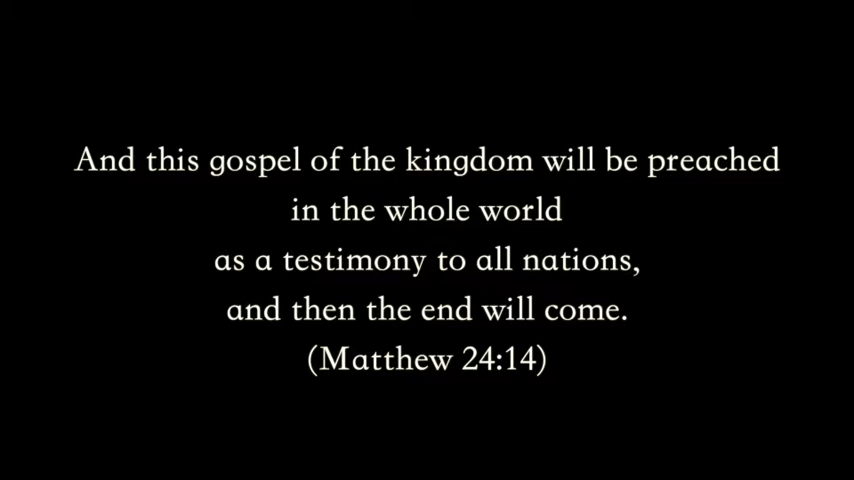 And this gospel of the kingdom will be preached
in the whole world
as a testimony to all nations,
and then the end will come.
(Matthew 24:14)